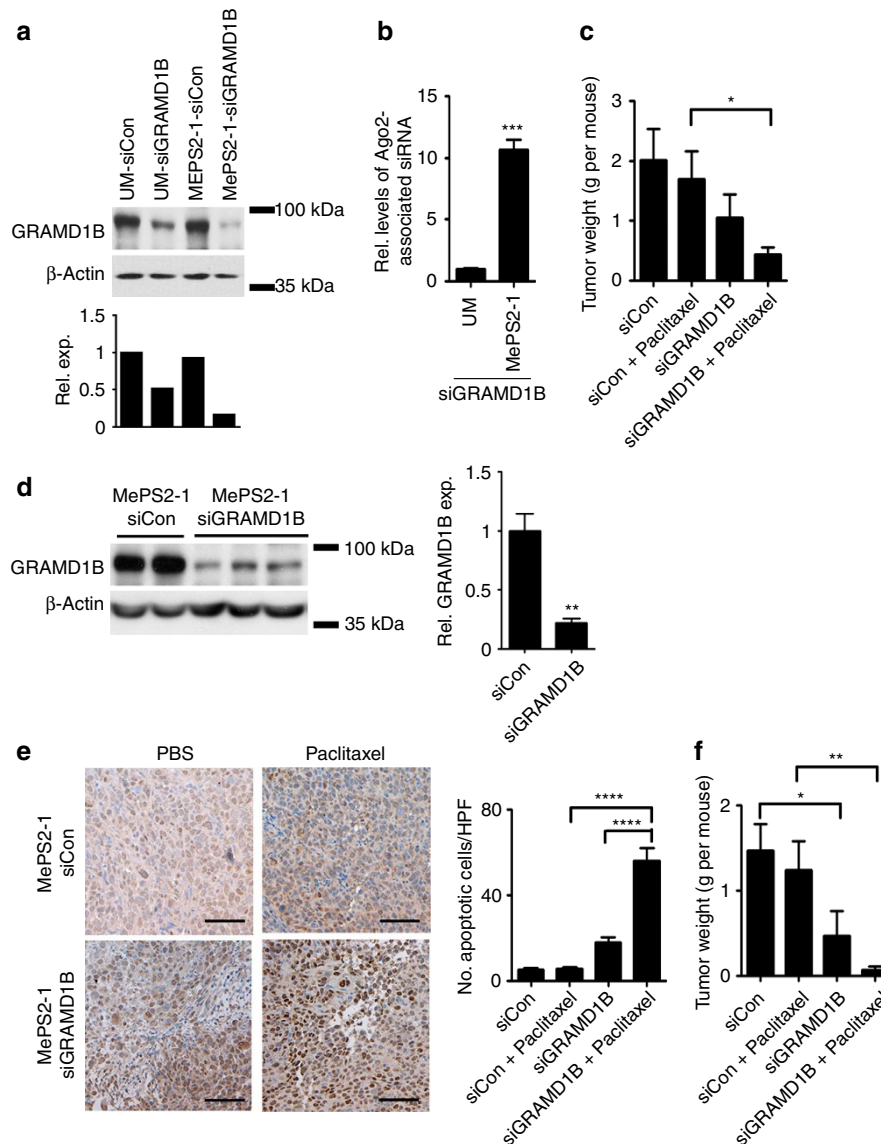 a
UM-siCon
UM-siGRAMD1B
MEPS2-1-siCon
MePS2-1-siGRAMD1B
GRAMD1B
100 kDa
β-Actin
35 kDa
Rel. exp.
1.5
1
0.5
0
b
Rel. levels of Ago2-
associated siRNA
15
10
5
0
***
UM
MePS2-1
siGRAMD1B
c
Tumor weight (g per mouse)
3
2
1
0
*
siCon
siCon + Paclitaxel
siGRAMD1B
siGRAMD1B + Paclitaxel
d
MePS2-1
siCon
MePS2-1
siGRAMD1B
GRAMD1B
100 kDa
β-Actin
35 kDa
Rel. GRAMD1B exp.
1.5
1
0.5
0
**
siCon
siGRAMD1B
e
PBS
Paclitaxel
MePS2-1
siCon
MePS2-1
siGRAMD1B
No. apoptotic cells/HPF
80
40
0
****
****
siCon
siCon + Paclitaxel
siGRAMD1B
siGRAMD1B + Paclitaxel
f
Tumor weight (g per mouse)
2
1
0
**
*
siCon
siCon + Paclitaxel
siGRAMD1B
siGRAMD1B + Paclitaxel